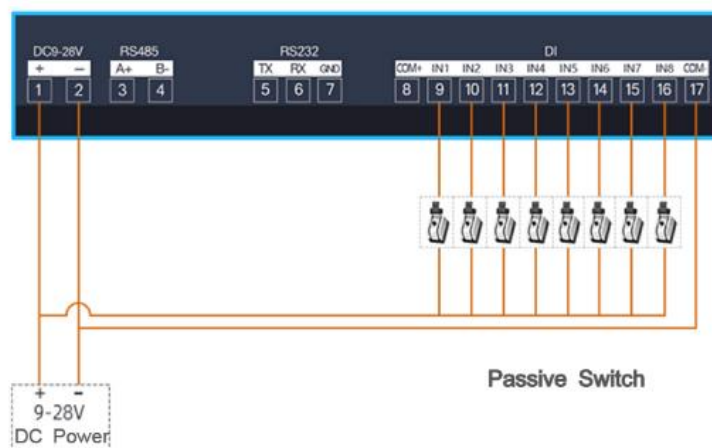 DC9-28V RS485 RS232 DI
+ − A+ B- TX RX GND COM+ IN1 IN2 IN3 IN4 IN5 IN6 IN7 IN8 COM-
1 2 3 4 5 6 7 8 9 10 11 12 13 14 15 16 17
Passive Switch
+ -
9-28V
DC Power